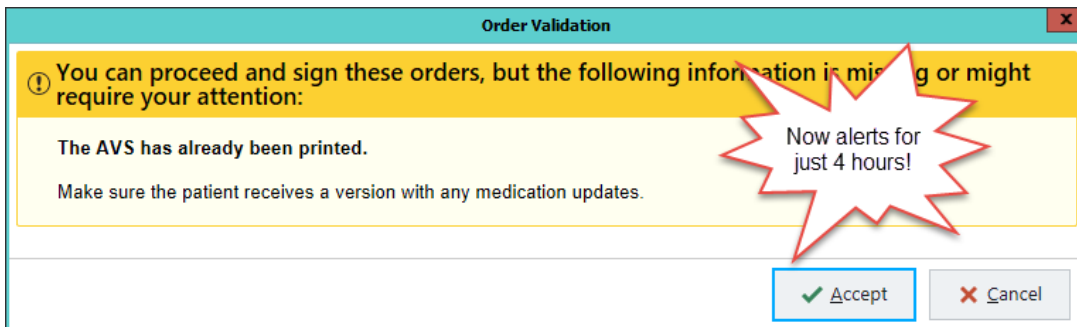 Order Validation
x
You can proceed and sign these orders, but the following information is missing or might
require your attention:
The AVS has already been printed.
Make sure the patient receives a version with any medication updates.
Now alerts for
just 4 hours!
Accept
Cancel